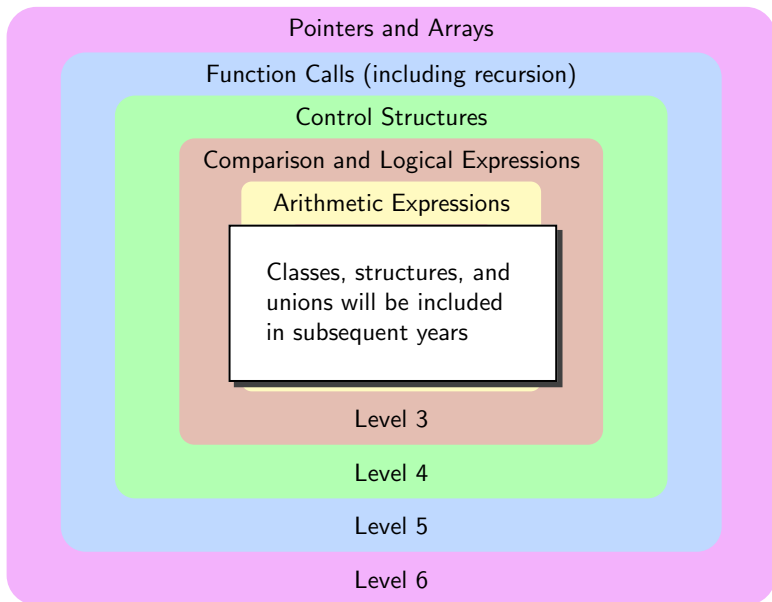 Pointers and Arrays
Function Calls (including recursion)
Control Structures
Comparison and Logical Expressions
Arithmetic Expressions
Classes, structures, and
unions will be included
in subsequent years
Level 3
Level 4
Level 5
Level 6